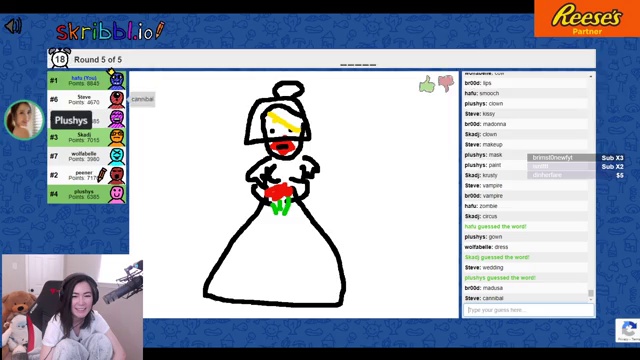 Reese's
Partner
skribbl.io
18
Round 5 of 5
_____
#1
hafu (You)
Points: 8645
#6
Steve
Points: 4670
cannibal
Plushys
#3
Skadj
#7
wolfabelle
Points: 3980
#2
peener
#4
plushys
Points: 6385
br00d: lips
hafu: smooch
plushys: clown
Steve: kissy
br00d: madonna
Skadj: clown
Steve: makeup
plushys: mask
plushys: paint
Skadj: krusty
Steve: vampire
br00d: vampire
hafu: zombie
Skadj: circus
hafu guessed the word!
plushys: gown
wolfabelle: dress
Skadj guessed the word!
Steve: wedding
plushys guessed the word!
br00d: madusa
Steve: cannibal
Type your guess here...
Sub X3
Sub X2
$5